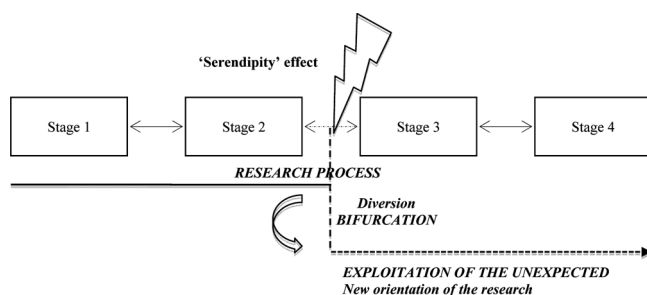 ‘Serendipity’ effect
Stage 1
Stage 2
Stage 3
Stage 4
RESEARCH PROCESS
Diversion
BIFURCATION
EXPLOITATION OF THE UNEXPECTED
New orientation of the research